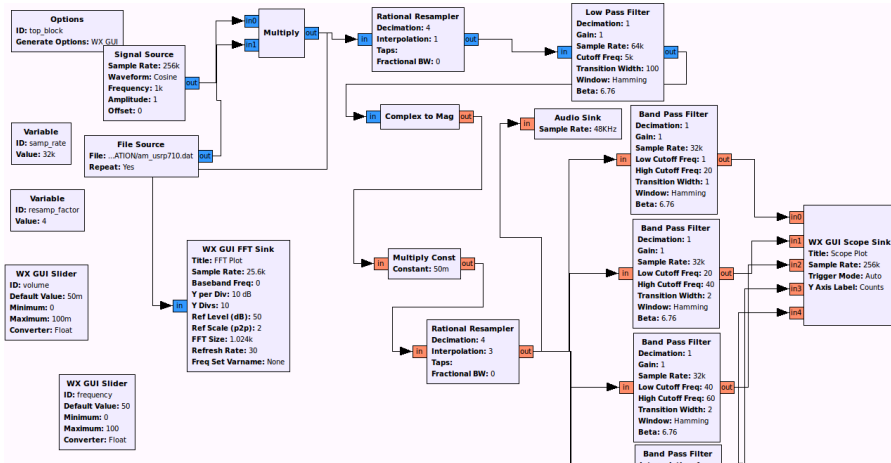 Options
ID: top_block
Generate Options: WX GUI
Signal Source
Sample Rate: 256k
Waveform: Cosine
Frequency: 1k
Amplitude: 1
Offset: 0
out
in0
in1
Multiply
out
in
Rational Resampler
Decimation: 4
Interpolation: 1
Taps:
Fractional BW: 0
out
in
Low Pass Filter
Decimation: 1
Gain: 1
Sample Rate: 64k
Cutoff Freq: 5k
Transition Width: 100
Window: Hamming
Beta: 6.76
out
Variable
ID: samp_rate
Value: 32k
File Source
File: ...ATION/am_usrp710.dat
Repeat: Yes
out
in
Complex to Mag
out
in
Audio Sink
Sample Rate: 48KHz
in
Band Pass Filter
Decimation: 1
Gain: 1
Sample Rate: 32k
Low Cutoff Freq: 1
High Cutoff Freq: 20
Transition Width: 1
Window: Hamming
Beta: 6.76
out
Variable
ID: resamp_factor
Value: 4
WX GUI Slider
ID: volume
Default Value: 50m
Minimum: 0
Maximum: 100m
Converter: Float
in
WX GUI FFT Sink
Title: FFT Plot
Sample Rate: 25.6k
Baseband Freq: 0
Y per Div: 10 dB
Y Divs: 10
Ref Level (dB): 50
Ref Scale (p2p): 2
FFT Size: 1.024k
Refresh Rate: 30
Freq Set Varname: None
in
Multiply Const
Constant: 50m
out
in
Band Pass Filter
Decimation: 1
Gain: 1
Sample Rate: 32k
Low Cutoff Freq: 20
High Cutoff Freq: 40
Transition Width: 2
Window: Hamming
Beta: 6.76
out
in0
in1
in2
in3
in4
WX GUI Scope Sink
Title: Scope Plot
Sample Rate: 256k
Trigger Mode: Auto
Y Axis Label: Counts
in
Rational Resampler
Decimation: 4
Interpolation: 3
Taps:
Fractional BW: 0
out
in
Band Pass Filter
Decimation: 1
Gain: 1
Sample Rate: 32k
Low Cutoff Freq: 40
High Cutoff Freq: 60
Transition Width: 2
Window: Hamming
Beta: 6.76
out
WX GUI Slider
ID: frequency
Default Value: 50
Minimum: 0
Maximum: 100
Converter: Float
Band Pass Filter